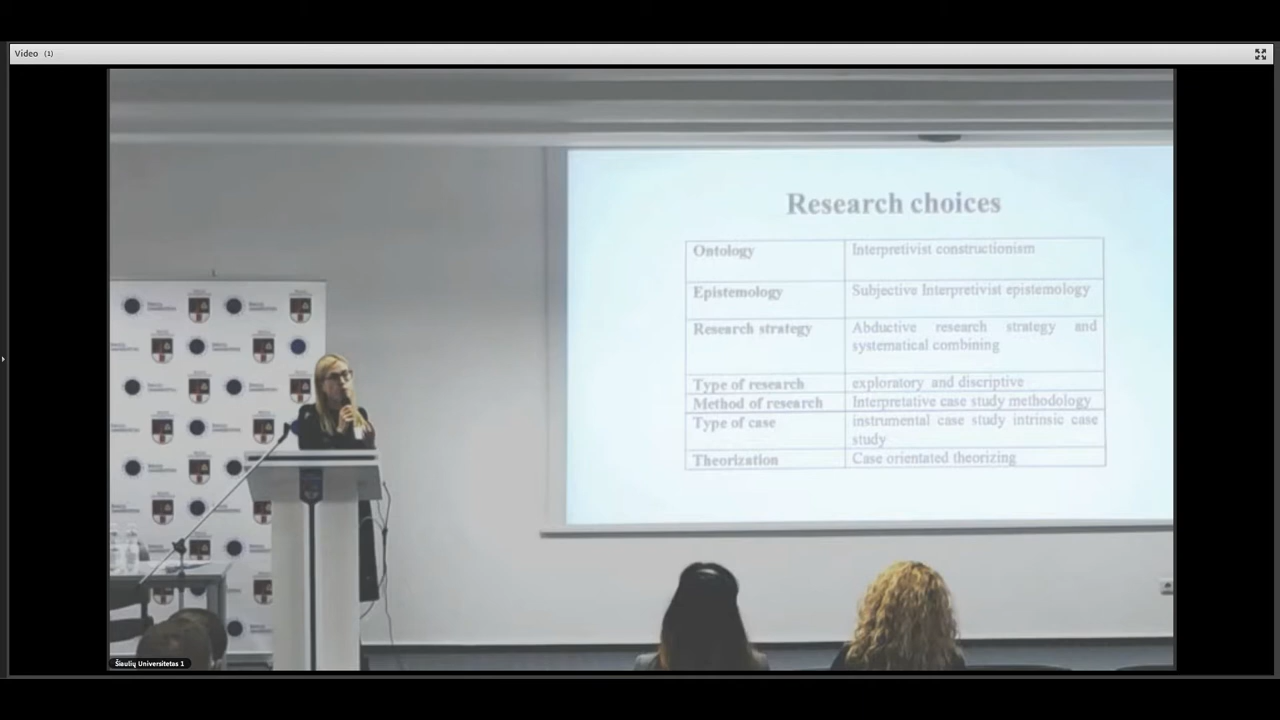 Video (1)
Research choices
Ontology Interpretivist constructionism
Epistemology Subjective Interpretivist epistemology
Research strategy Abductive research strategy and
systematical combining
Type of research exploratory and discriptive
Method of research Interpretative case study methodology
Type of case instrumental case study intrinsic case
study
Theorization Case orientated theorizing
Šiaulių Universitetas 1